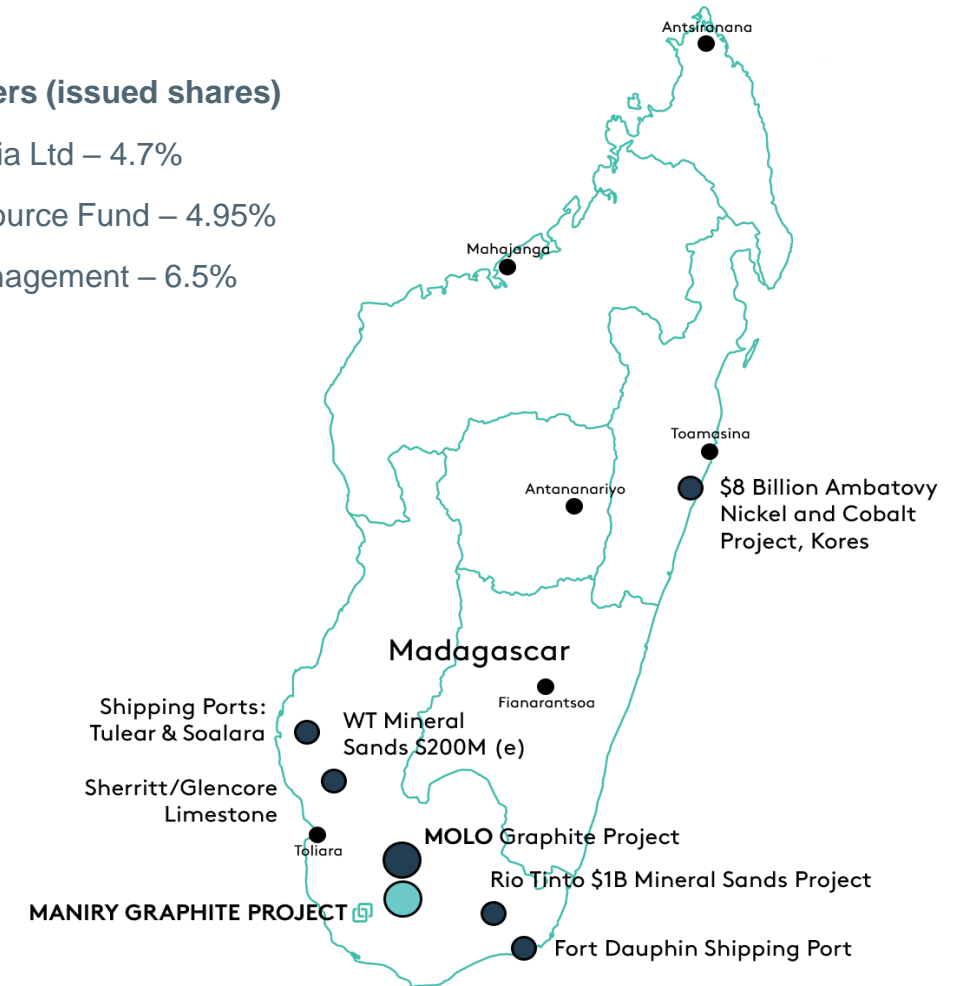 Antsiranana
ers (issued shares)
ia Ltd – 4.7%
ource Fund – 4.95%
nagement – 6.5%
Mahajanga
Toamasina
Antananariyo
$8 Billion Ambatovy
Nickel and Cobalt
Project, Kores
Madagascar
Fianarantsoa
Shipping Ports:
Tulear & Soalara
WT Mineral
Sands $200M (e)
Sherritt/Glencore
Limestone
Toliara
MOLO Graphite Project
Rio Tinto $1B Mineral Sands Project
MANIRY GRAPHITE PROJECT
Fort Dauphin Shipping Port